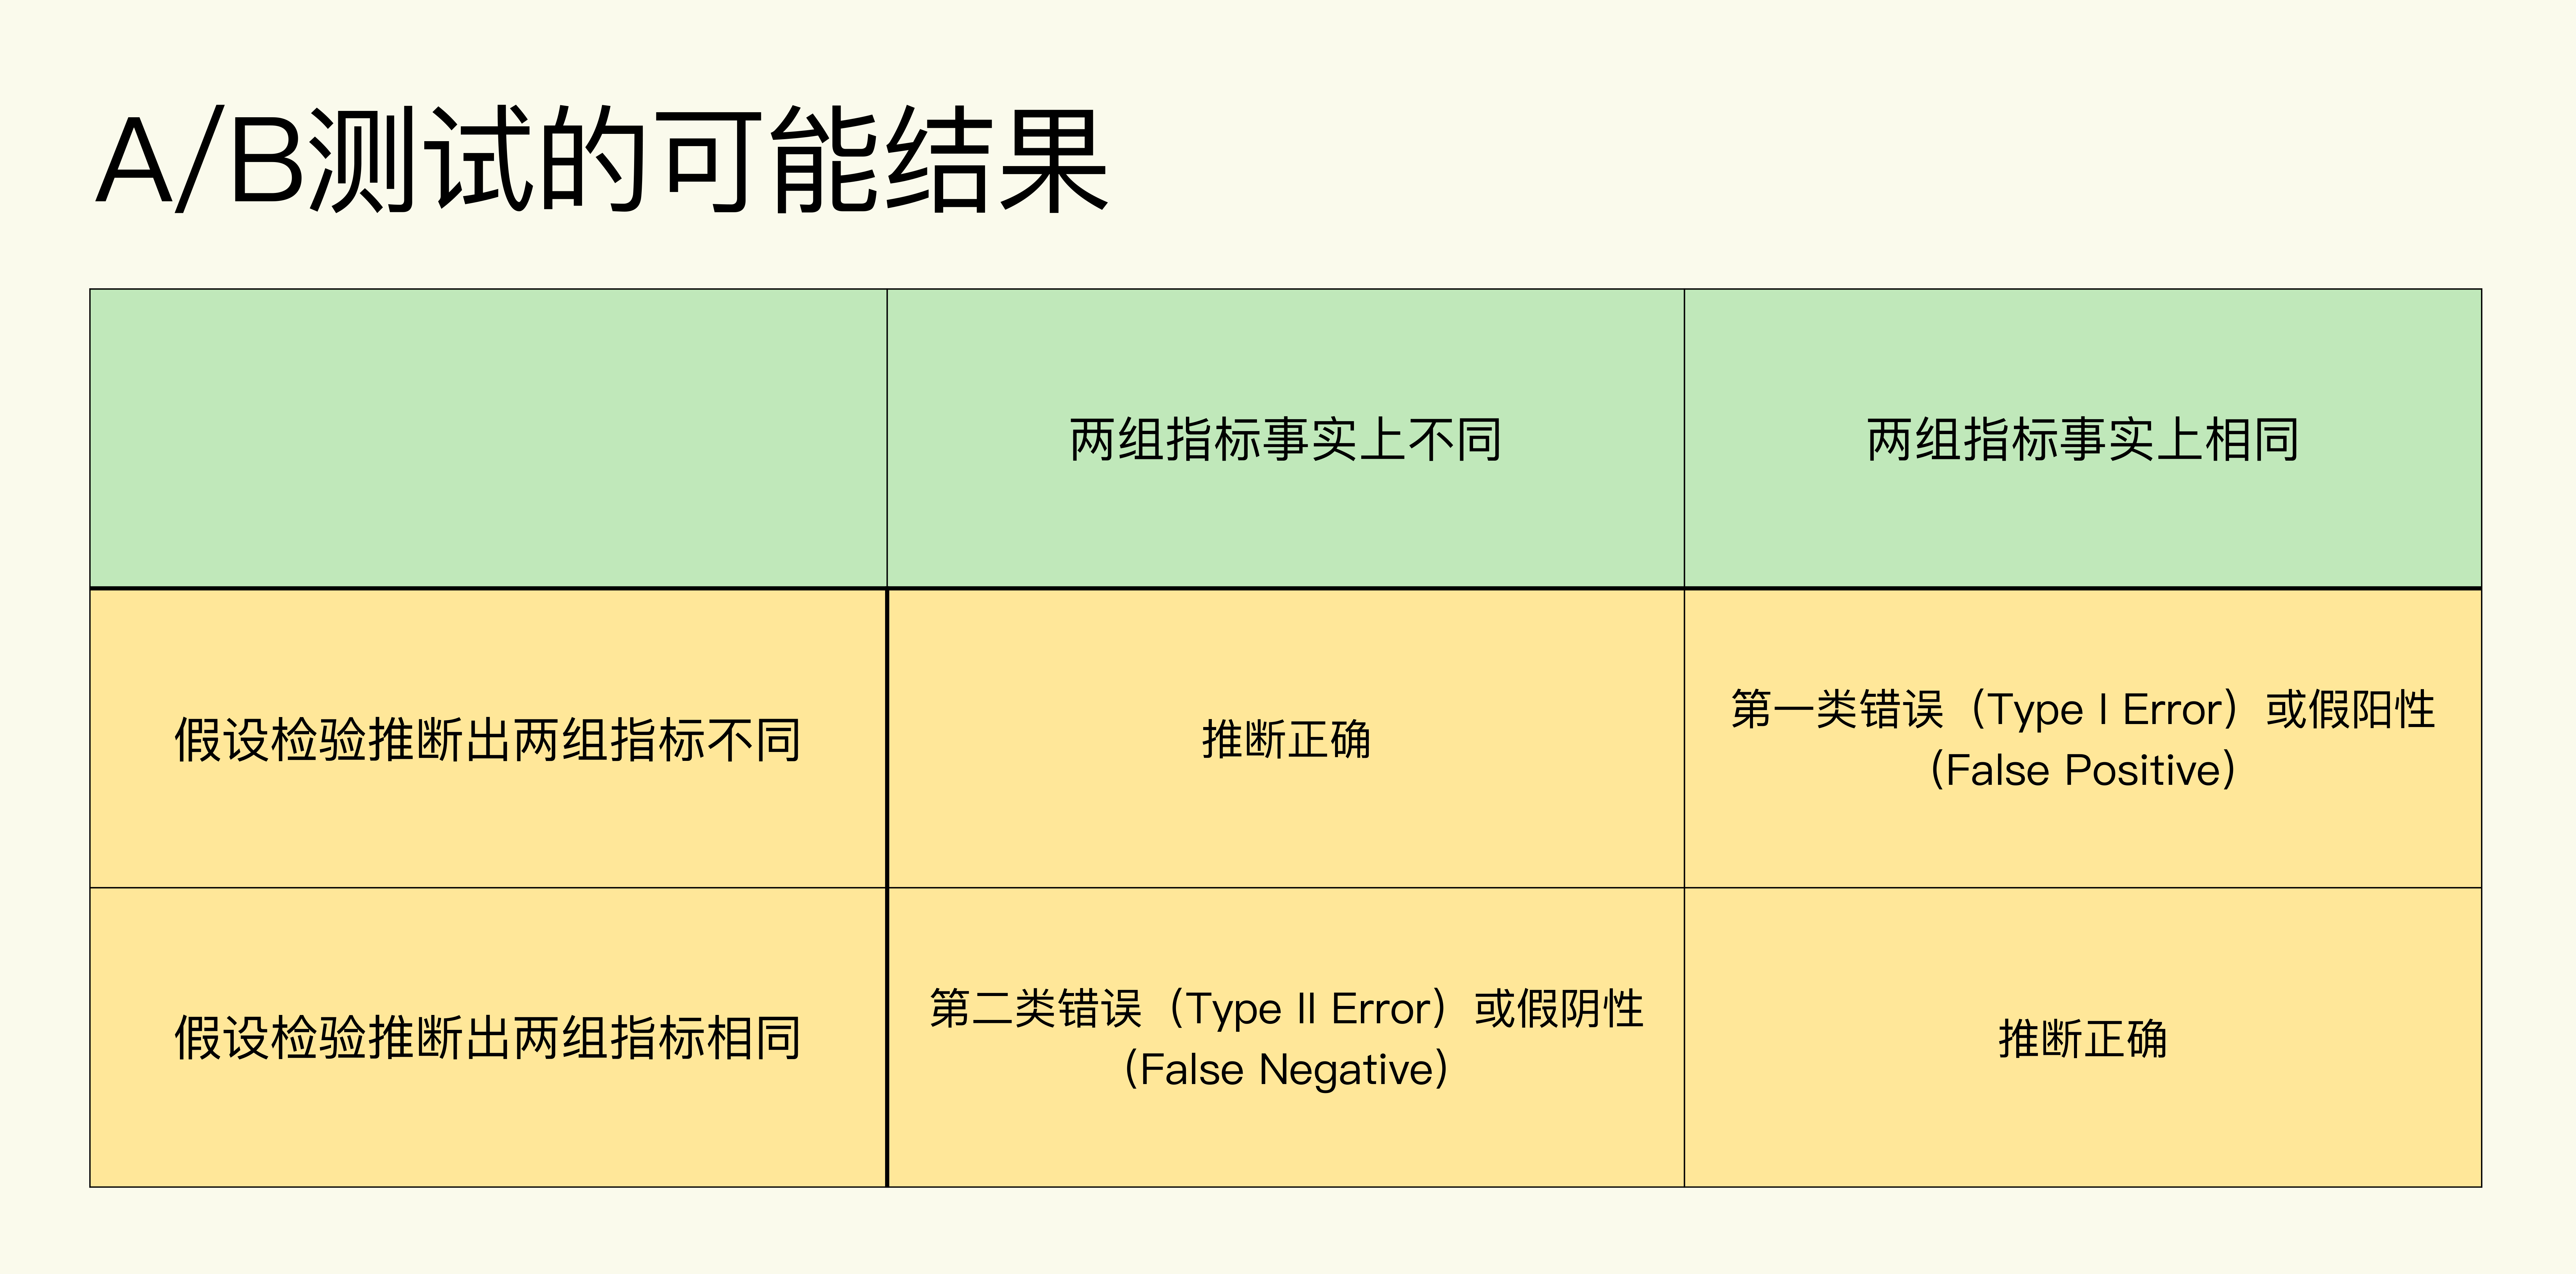 A/B测试的可能结果
两组指标事实上不同
两组指标事实上相同
假设检验推断出两组指标不同
推断正确
第一类错误（Type I Error）或假阳性
（False Positive）
假设检验推断出两组指标相同
第二类错误（Type II Error）或假阴性
（False Negative）
推断正确